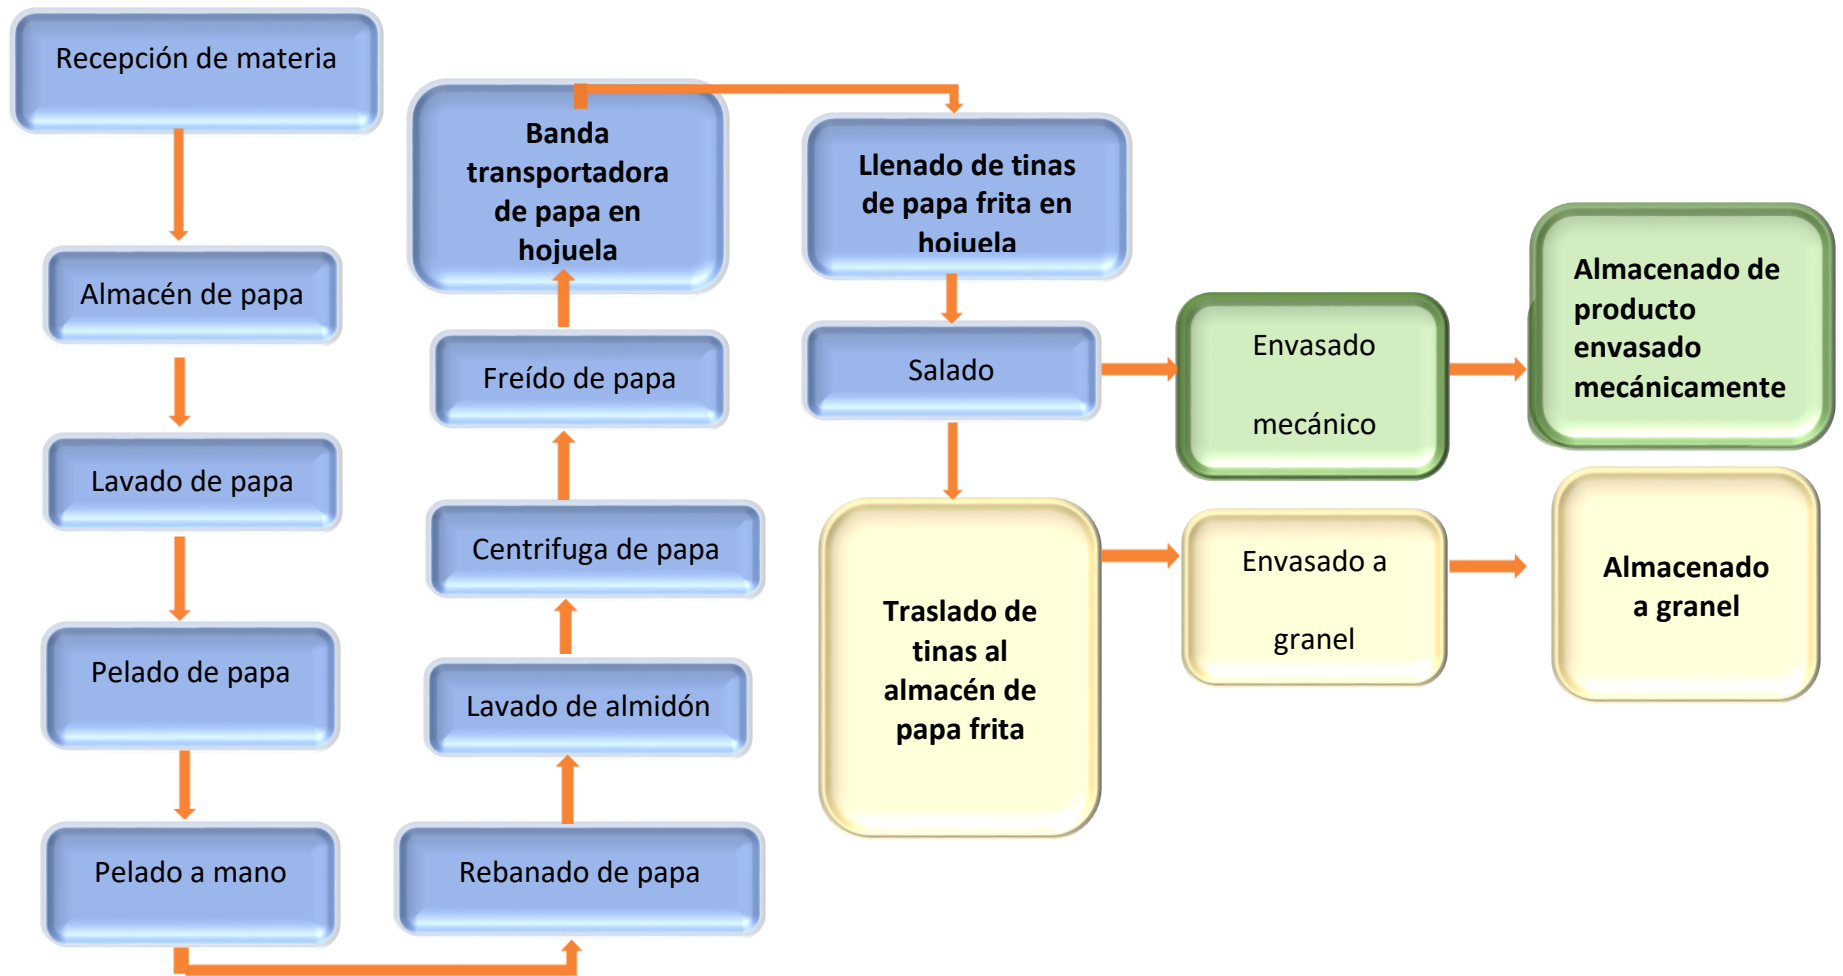 Recepción de materia
Almacén de papa
Lavado de papa
Pelado de papa
Pelado a mano
Rebanado de papa
Lavado de almidón
Centrifuga de papa
Freído de papa
Banda
transportadora
de papa en
hojuela
Llenado de tinas
de papa frita en
hojuela
Salado
Envasado
mecánico
Almacenado de
producto
envasado
mecánicamente
Traslado de
tinas al
almacén de
papa frita
Envasado a
granel
Almacenado
a granel